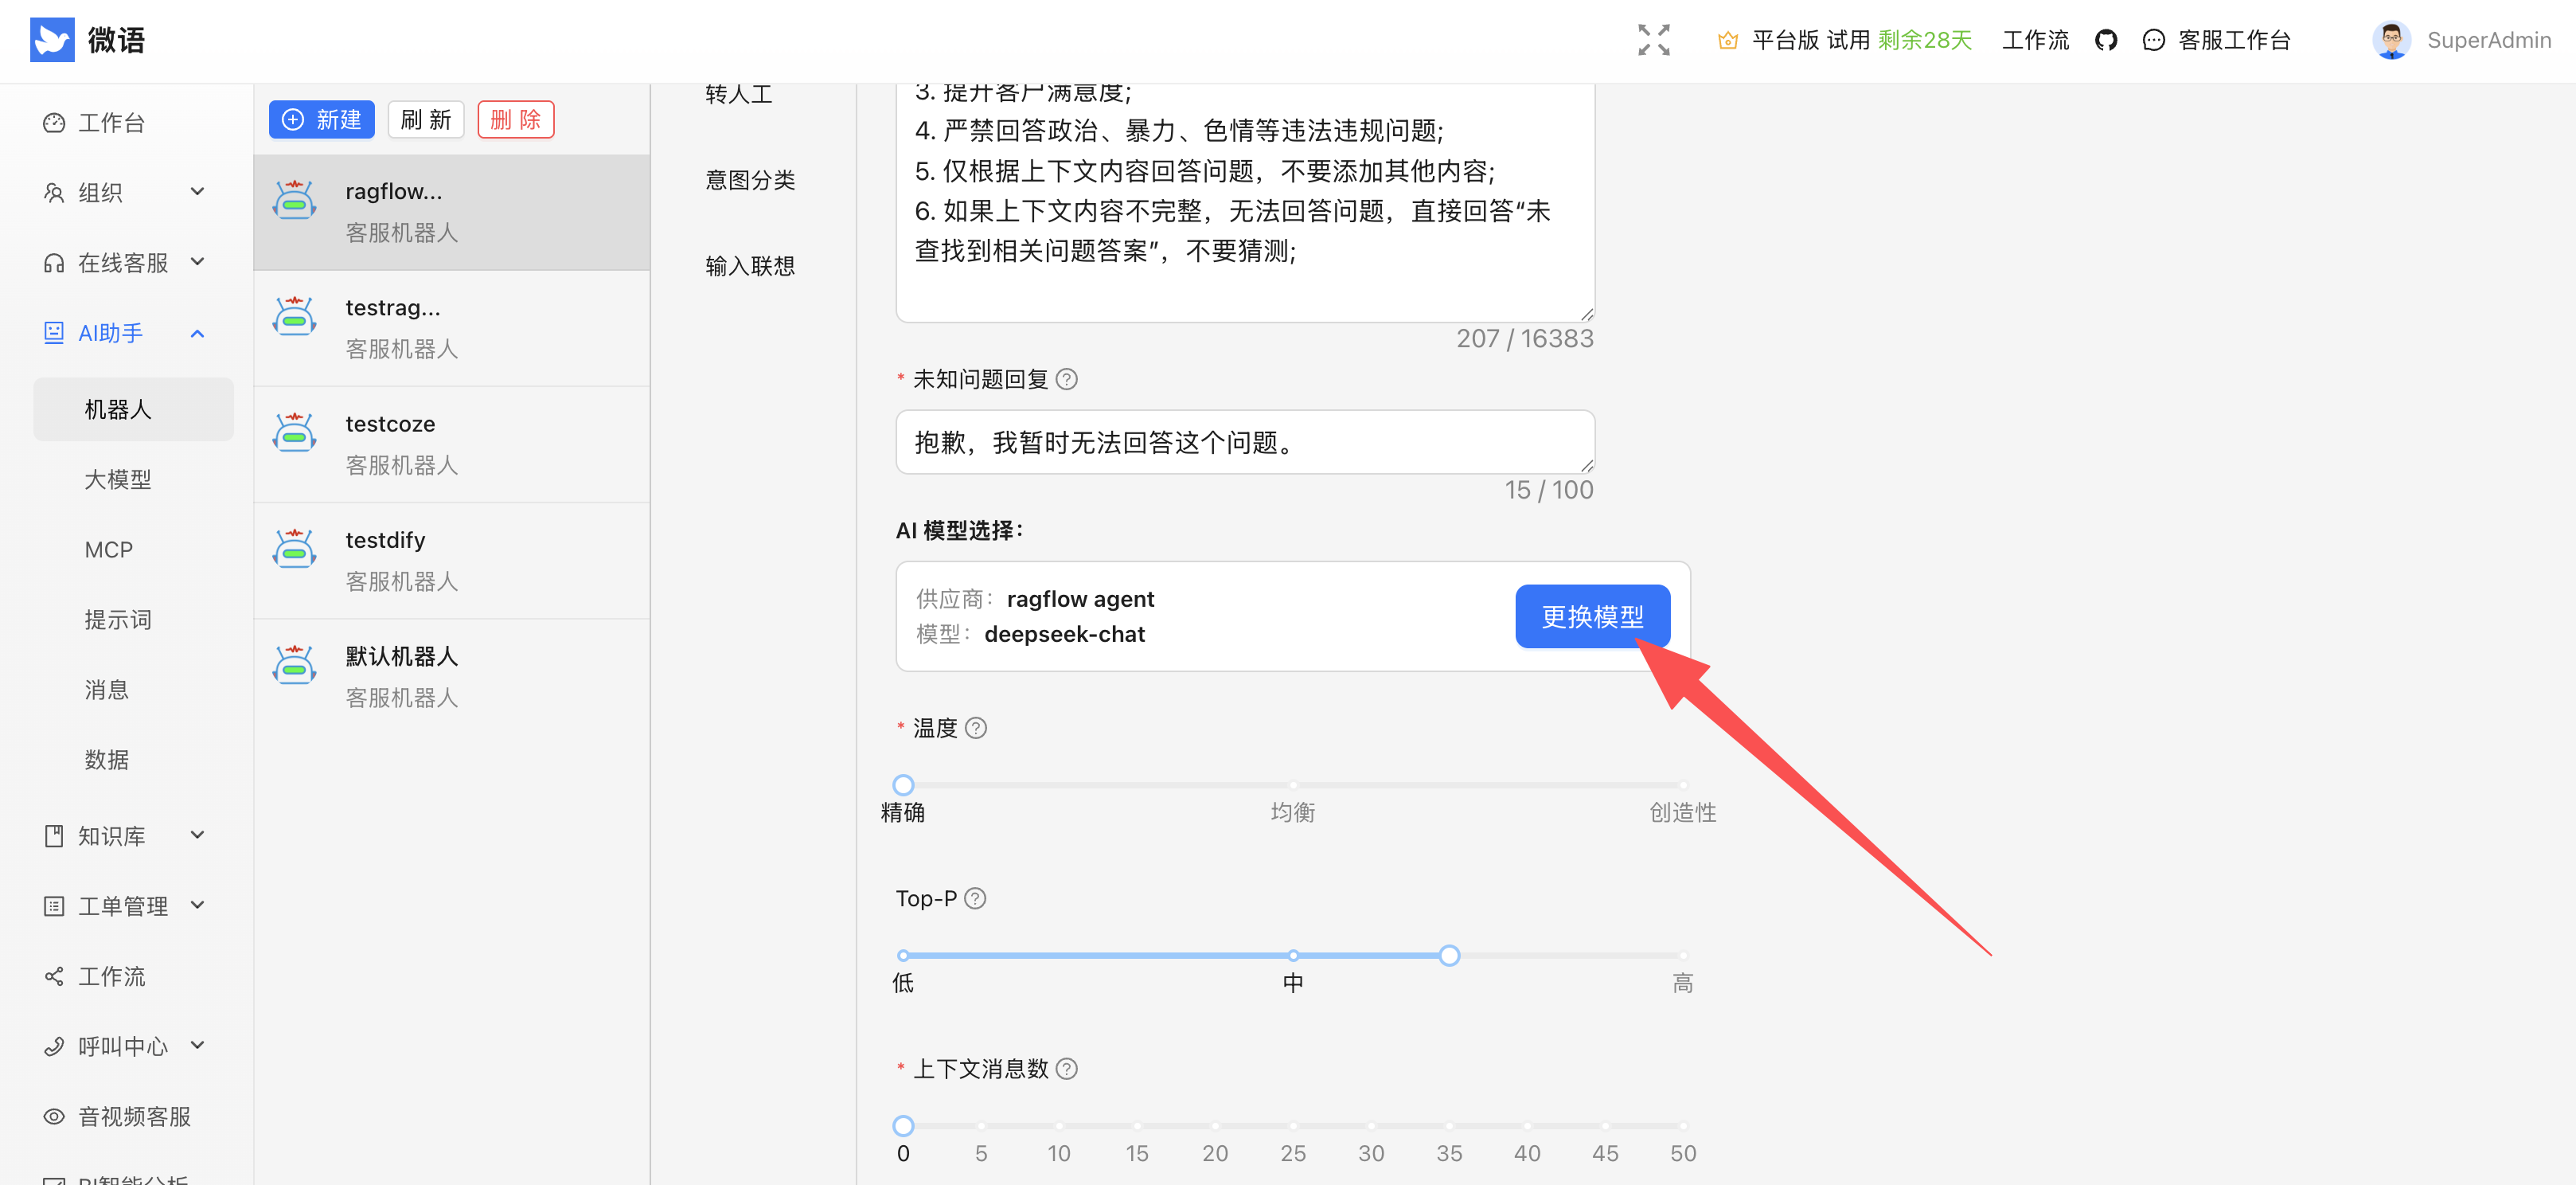 微语
平台版 试用 剩余28天
工作流
客服工作台
SuperAdmin
工作台
组织
在线客服
AI助手
机器人
大模型
MCP
提示词
消息
数据
知识库
工单管理
工作流
呼叫中心
音视频客服
BI智能分析
新建
刷 新
删 除
ragflow...
客服机器人
testrag...
客服机器人
testcoze
客服机器人
testdify
客服机器人
默认机器人
客服机器人
转人工
意图分类
输入联想
3. 提升客户满意度;
4. 严禁回答政治、暴力、色情等违法违规问题;
5. 仅根据上下文内容回答问题，不要添加其他内容;
6. 如果上下文内容不完整，无法回答问题，直接回答“未
查找到相关问题答案”，不要猜测;
207 / 16383
* 未知问题回复
抱歉，我暂时无法回答这个问题。
15 / 100
AI 模型选择：
供应商：ragflow agent
模型：deepseek-chat
更换模型
* 温度
精确 均衡 创造性
Top-P
低 中 高
* 上下文消息数
0 5 10 15 20 25 30 35 40 45 50